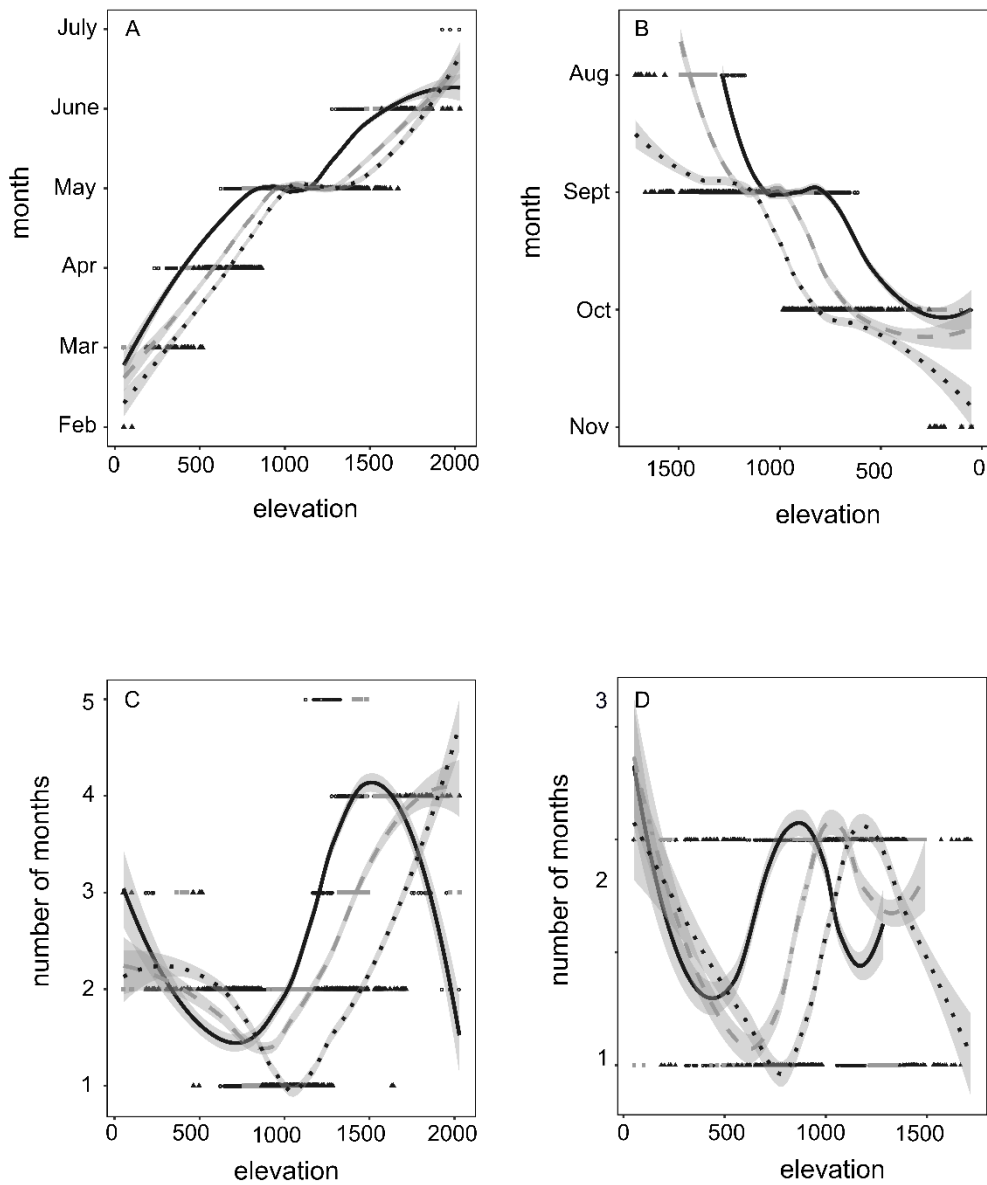 A
July
June
May
Apr
Mar
Feb
month
0 500 1000 1500 2000
elevation
B
Aug
Sept
Oct
Nov
month
1500 1000 500 0
elevation
C
5
4
3
2
1
number of months
0 500 1000 1500 2000
elevation
D
3
2
1
number of months
0 500 1000 1500
elevation